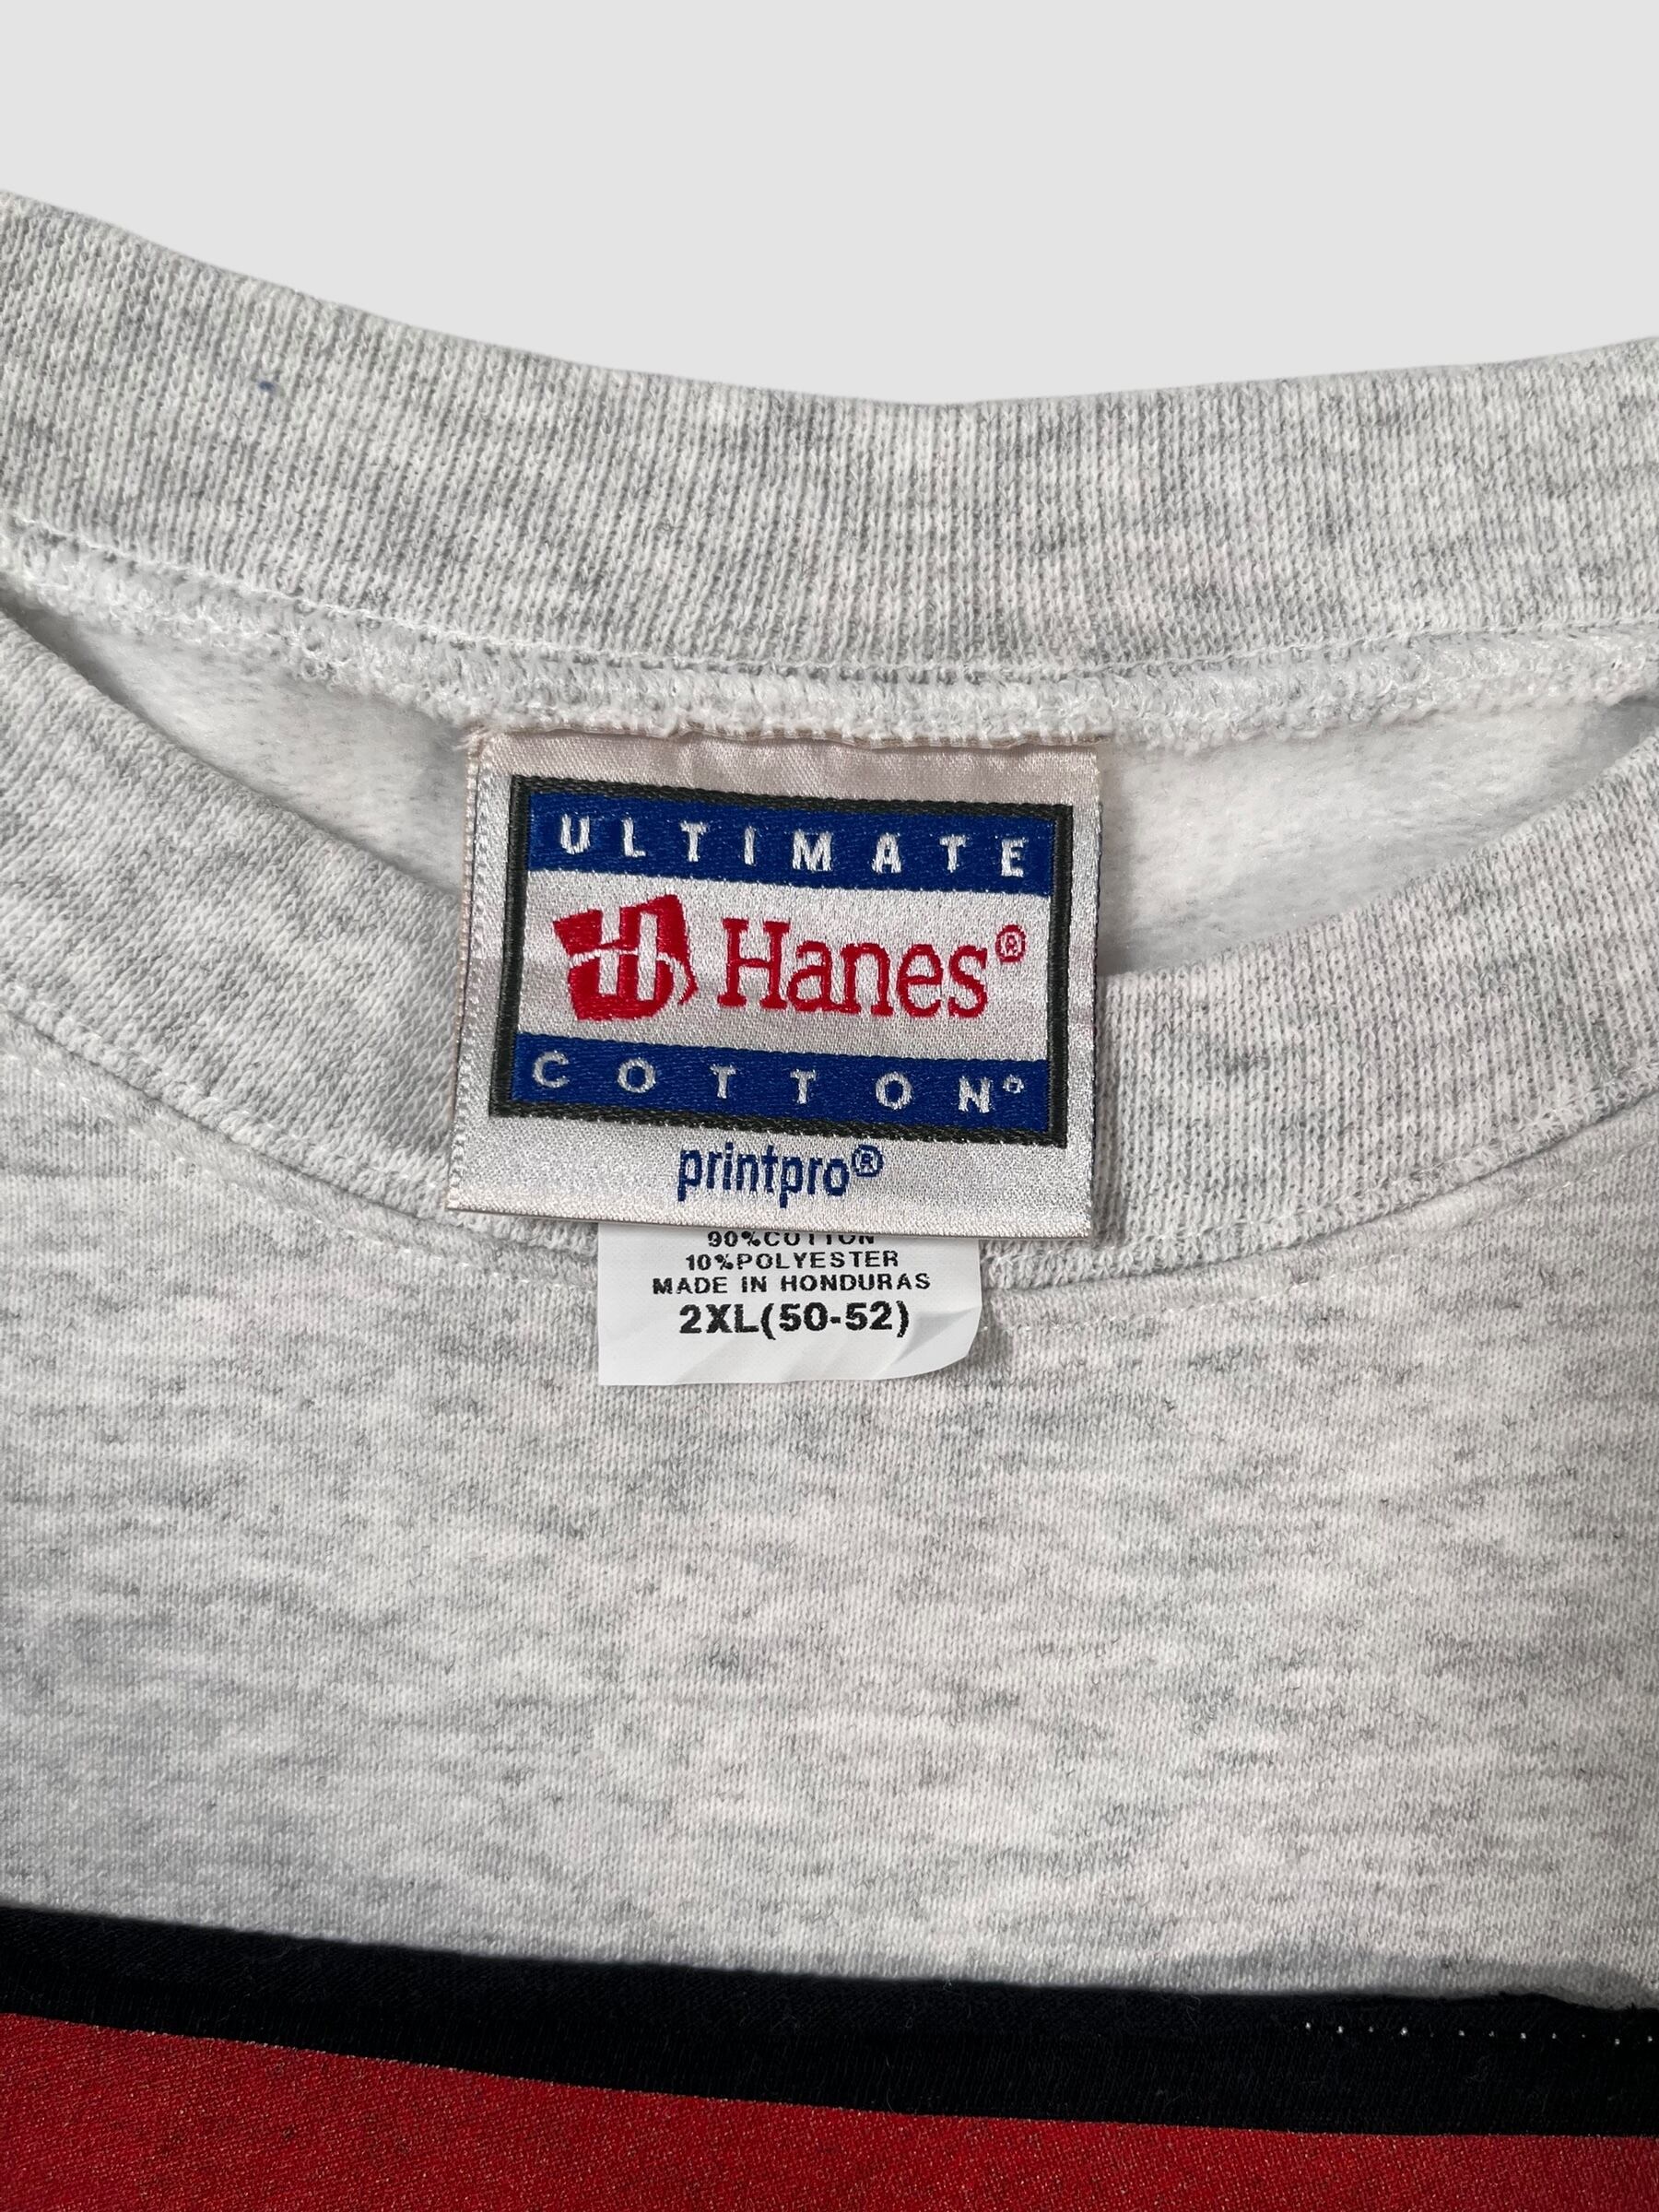 ULTIMATE
Hanes®
COTTON®
printpro®
90%COTTON
10%POLYESTER
MADE IN HONDURAS
2XL(50-52)